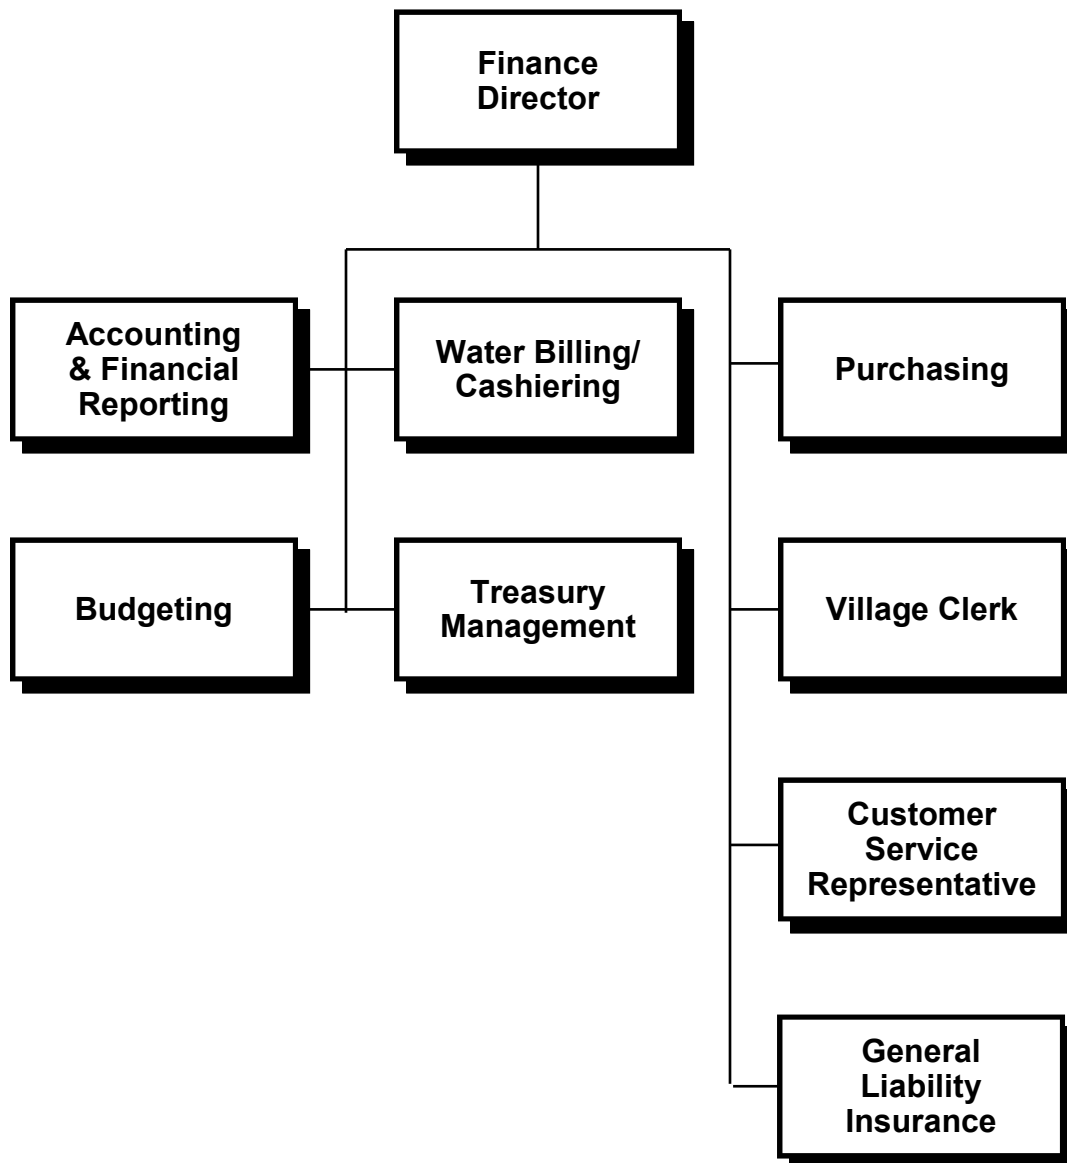 Finance
Director
Accounting
& Financial
Reporting
Water Billing/
Cashiering
Purchasing
Budgeting
Treasury
Management
Village Clerk
Customer
Service
Representative
General
Liability
Insurance